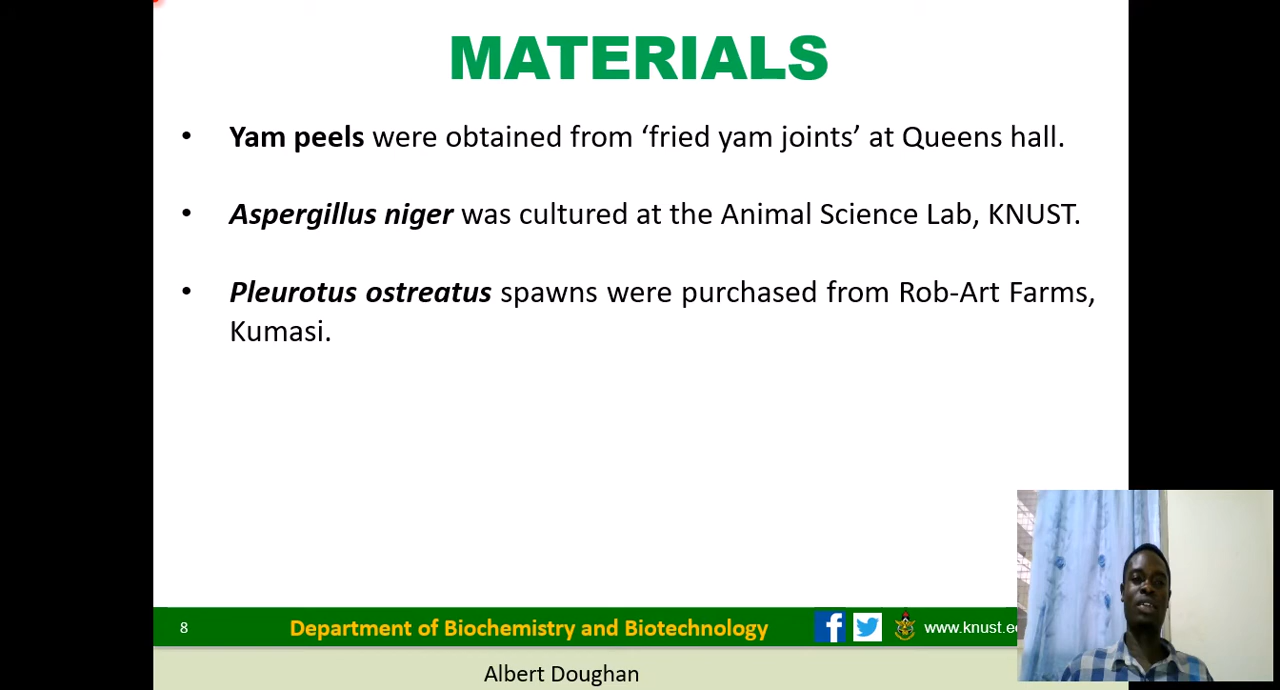 MATERIALS
• Yam peels were obtained from ‘fried yam joints’ at Queens hall.
• Aspergillus niger was cultured at the Animal Science Lab, KNUST.
• Pleurotus ostreatus spawns were purchased from Rob-Art Farms,
Kumasi.
8 Department of Biochemistry and Biotechnology www.knust.e
Albert Doughan